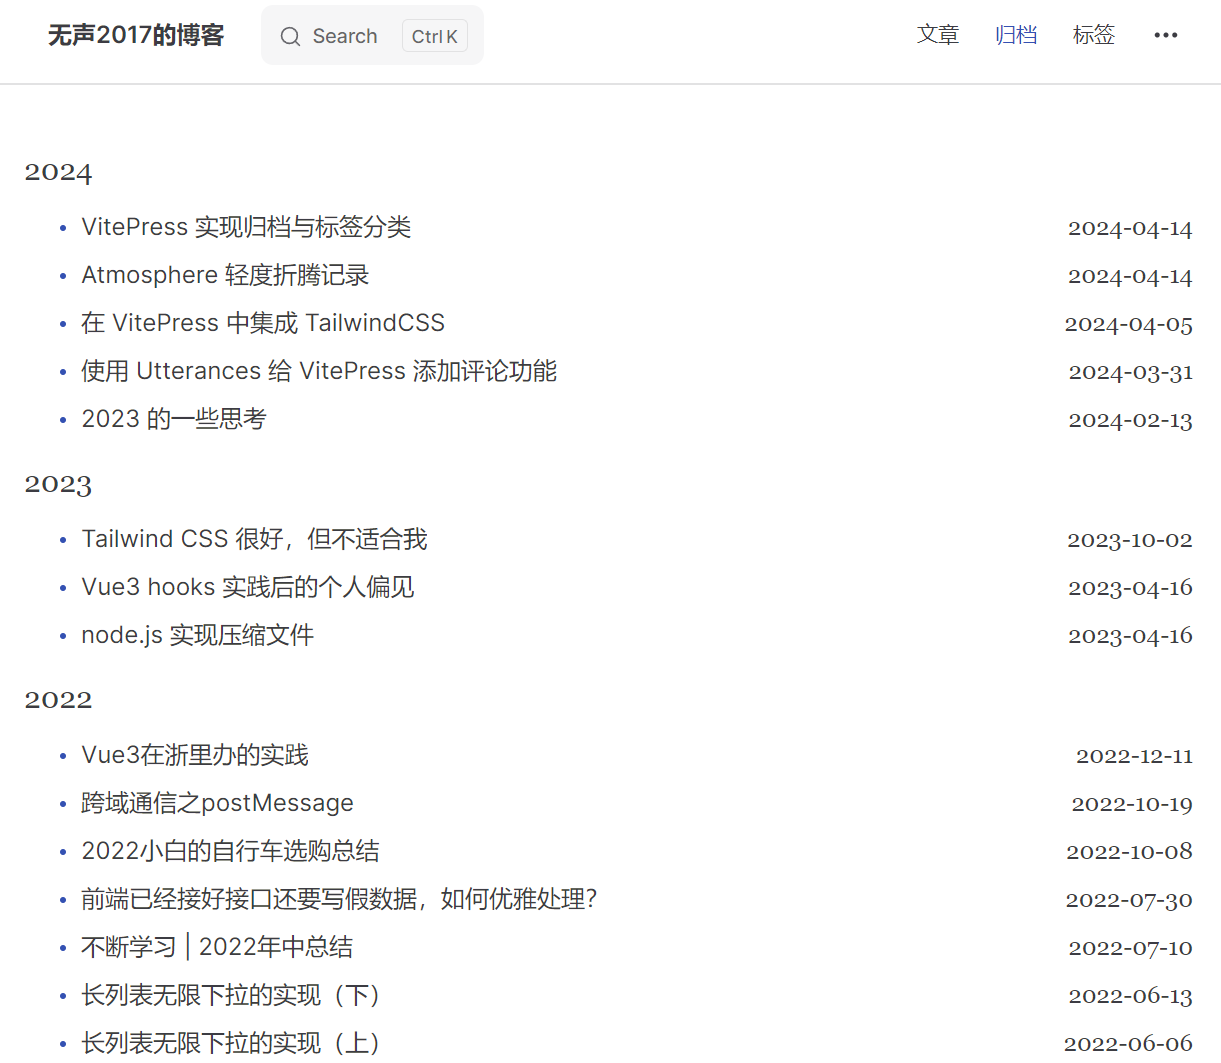 无声2017的博客 Search Ctrl K 文章 归档 标签
2024
VitePress 实现归档与标签分类 2024-04-14
Atmosphere 轻度折腾记录 2024-04-14
在 VitePress 中集成 TailwindCSS 2024-04-05
使用 Utterances 给 VitePress 添加评论功能 2024-03-31
2023 的一些思考 2024-02-13
2023
Tailwind CSS 很好，但不适合我 2023-10-02
Vue3 hooks 实践后的个人偏见 2023-04-16
node.js 实现压缩文件 2023-04-16
2022
Vue3在浙里办的实践 2022-12-11
跨域通信之postMessage 2022-10-19
2022小白的自行车选购总结 2022-10-08
前端已经接好接口还要写假数据，如何优雅处理？ 2022-07-30
不断学习 | 2022年中总结 2022-07-10
长列表无限下拉的实现（下） 2022-06-13
长列表无限下拉的实现（上） 2022-06-06